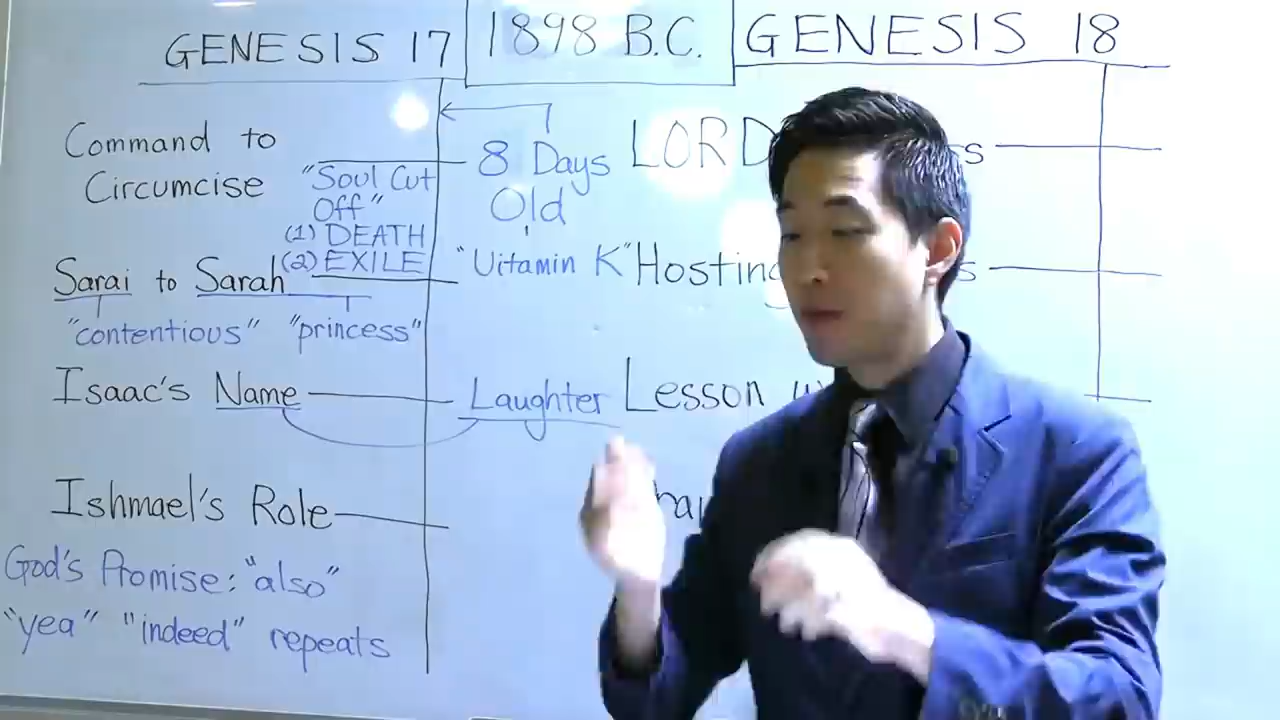 GENESIS 17
1898 B.C.
GENESIS 18
Command to
Circumcise
"Soul Cut
Off"
(1) DEATH
(2) EXILE
8 Days
Old
"Vitamin K"
Sarai to Sarah
"contentious" "princess"
Isaac's Name
Laughter
Ishmael's Role
God's Promise: "also"
"yea" "indeed" repeats
LORD
Hosting
Lesson